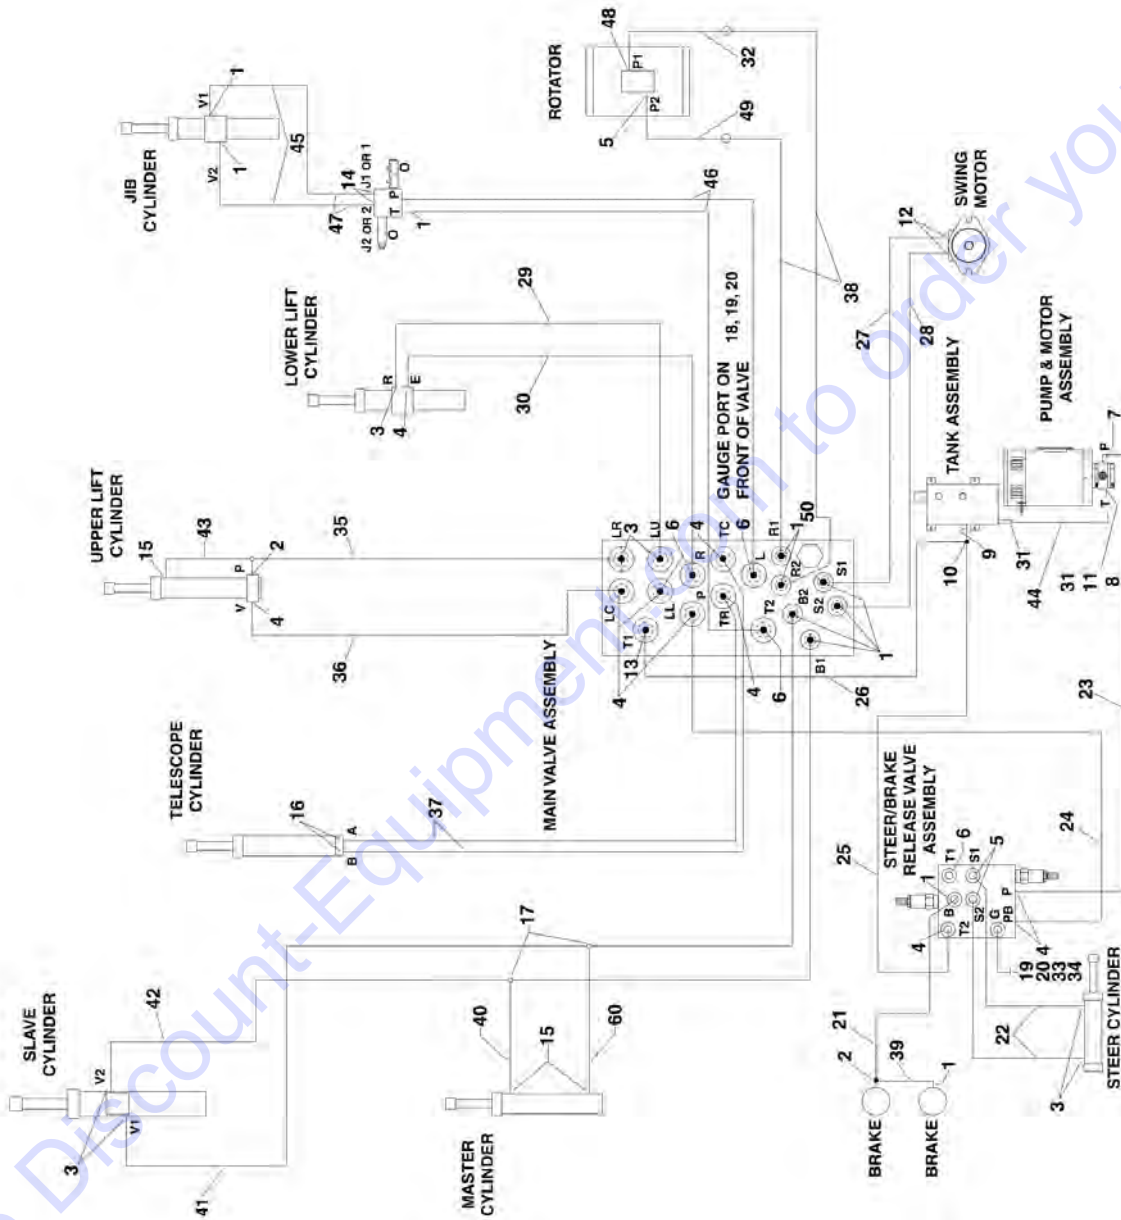 JIB
CYLINDER
V1
1
V2
1
45
14
J1 OR 1
J2 OR 2
47
T P
O
O
1
46
ROTATOR
48
P1
32
P2
5
49
38
LOWER LIFT
CYLINDER
R
E
3
4
29
30
18, 19, 20
GAUGE PORT ON
FRONT OF VALVE
12
SWING
MOTOR
27
28
TANK ASSEMBLY
PUMP & MOTOR
ASSEMBLY
10
9
31
44
31
11
8
T
P
7
UPPER LIFT
CYLINDER
15
43
P
2
V
4
35
36
MAIN VALVE ASSEMBLY
LR
3
LU
6
R
4
TC
6
L
R1
1
R2
50
LC
T1
LL
P
TR
T2
B2
S2
S1
B1
13
4
4
6
1
26
TELESCOPE
CYLINDER
16
A
B
37
STEER/BRAKE
RELEASE VALVE
ASSEMBLY
25
24
23
1
T1
6
S1
5
B
S2
4
T2
G
PB
P
4
19
20
33
34
STEER CYLINDER
3
22
21
2
39
1
BRAKE
BRAKE
SLAVE
CYLINDER
V2
42
3
V1
41
17
40
15
60
MASTER
CYLINDER
Discount-Equipment.com to order you